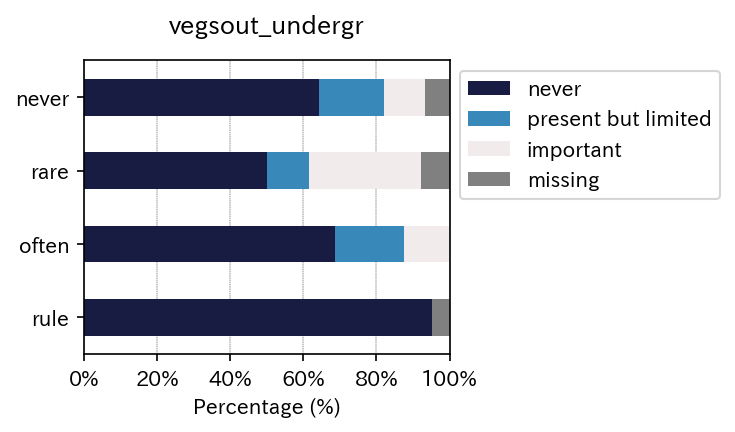 vegsout_undergr
never
rare
often
rule
0% 20% 40% 60% 80% 100%
Percentage (%)
never
present but limited
important
missing